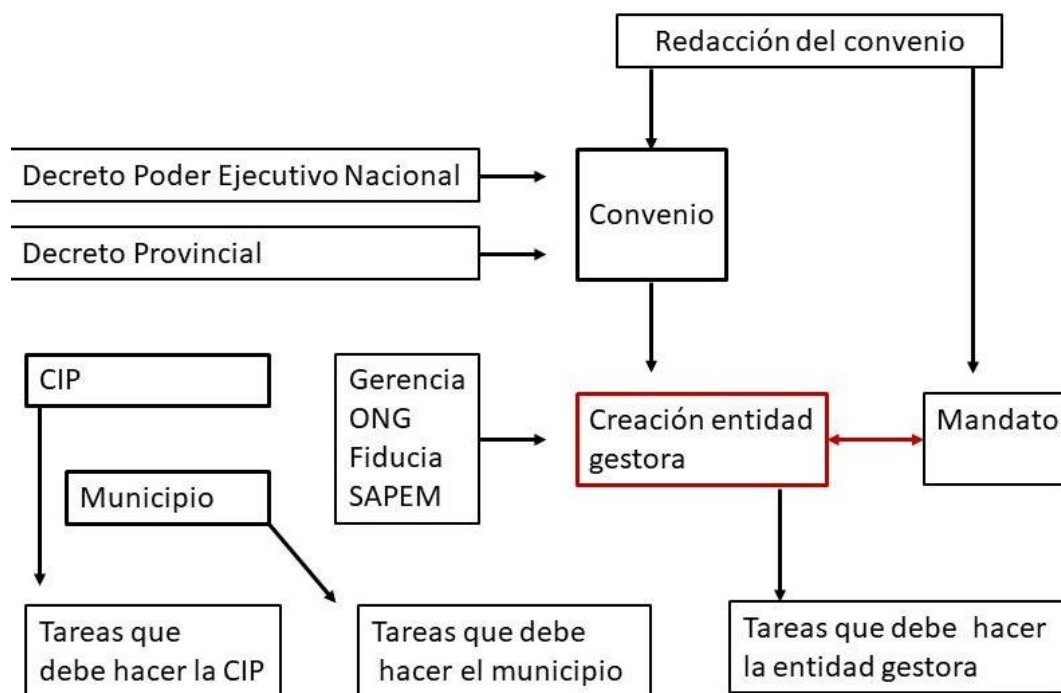 Redacción del convenio
Decreto Poder Ejecutivo Nacional
Convenio
Decreto Provincial
CIP
Municipio
Gerencia
ONG
Fiducia
SAPEM
Creación entidad
gestora
Mandato
Tareas que
debe hacer la CIP
Tareas que debe
hacer el municipio
Tareas que debe hacer
la entidad gestora